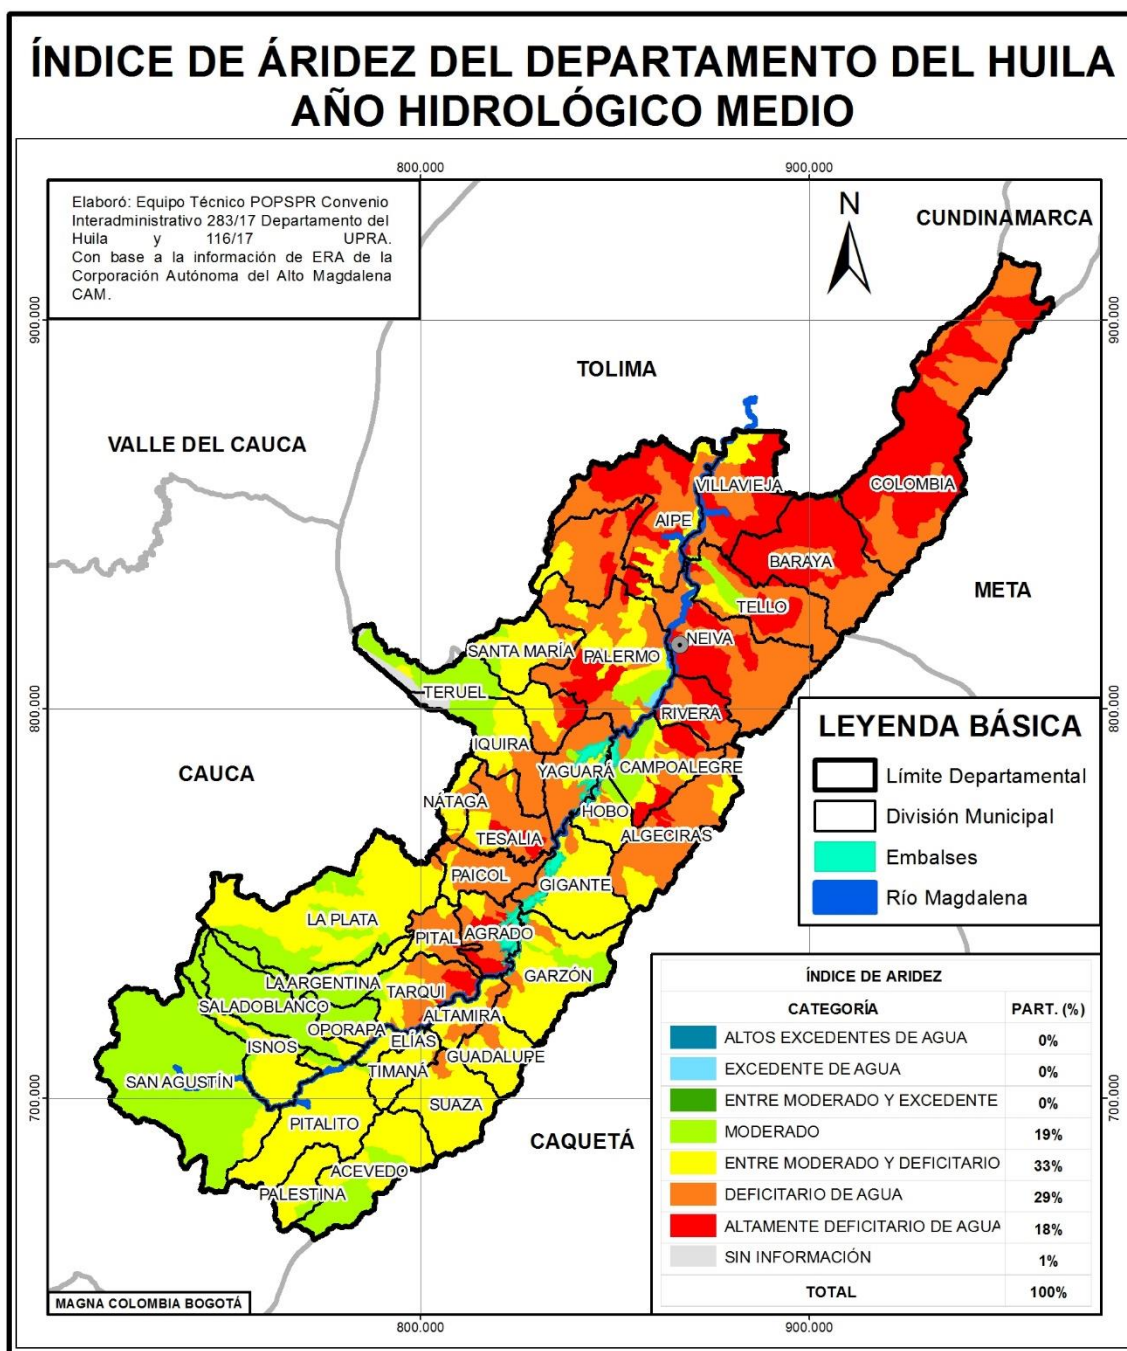 ÍNDICE DE ÁRIDEZ DEL DEPARTAMENTO DEL HUILA
AÑO HIDROLÓGICO MEDIO
800.000
900.000
Elaboró: Equipo Técnico POPSPR Convenio
Interadministrativo 283/17 Departamento del
Huila y 116/17 UPRA.
Con base a la información de ERA de la
Corporación Autónoma del Alto Magdalena
CAM.
N
CUNDINAMARCA
900.000
900.000
TOLIMA
VALLE DEL CAUCA
COLOMBIA
VILLAVIEJA
AIPE
BARAYA
META
TELLO
NEIVA
SANTA MARÍA
PALERMO
TERUEL
800.000
800.000
RIVERA
IQUIRA
CAUCA
YAGUARÁ
CAMPOALEGRE
NÁTAGA
HOBO
TESALIA
ALGECIRAS
PAICOL
GIGANTE
LA PLATA
PITAL
AGRADO
GARZÓN
LA ARGENTINA
TARQUI
SALADOBLANCO
ALTAMIRA
OPORAPA
ELÍAS
ISNOS
GUADALUPE
TIMANÁ
SAN AGUSTÍN
SUAZA
700.000
700.000
PITALITO
CAQUETÁ
ACEVEDO
PALESTINA
LEYENDA BÁSICA
Límite Departamental
División Municipal
Embalses
Río Magdalena
ÍNDICE DE ARIDEZ
CATEGORÍA PART. (%)
ALTOS EXCEDENTES DE AGUA 0%
EXCEDENTE DE AGUA 0%
ENTRE MODERADO Y EXCEDENTE 0%
MODERADO 19%
ENTRE MODERADO Y DEFICITARIO 33%
DEFICITARIO DE AGUA 29%
ALTAMENTE DEFICITARIO DE AGUA 18%
SIN INFORMACIÓN 1%
TOTAL 100%
MAGNA COLOMBIA BOGOTÁ
800.000
900.000